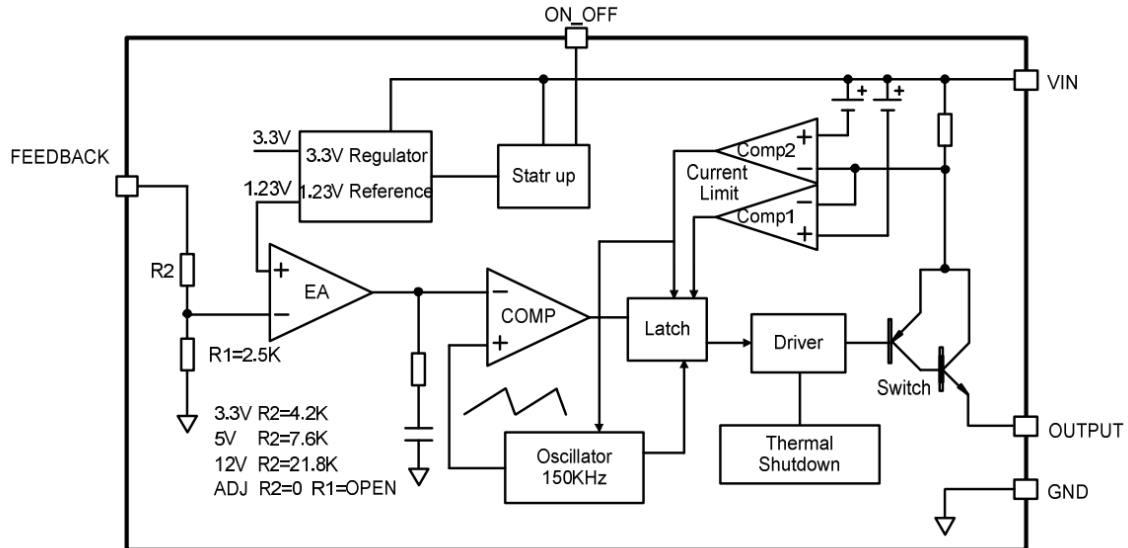 ON_OFF
VIN
FEEDBACK
3.3V
3.3V Regulator
1.23V
1.23V Reference
Statr up
+
+
+
Comp2
−
Current
Limit
−
Comp1
+
R2
+
EA
−
−
COMP
+
R1=2.5K
Latch
Driver
Switch
3.3V R2=4.2K
5V R2=7.6K
12V R2=21.8K
ADJ R2=0 R1=OPEN
Oscillator
150KHz
Thermal
Shutdown
OUTPUT
GND